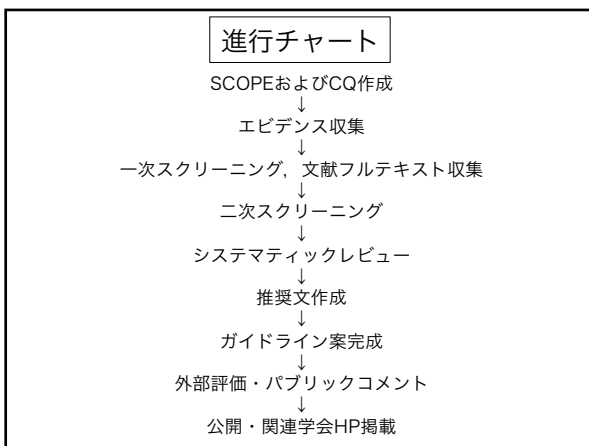 進行チャート
SCOPEおよびCQ作成
↓
エビデンス収集
↓
一次スクリーニング，文献フルテキスト収集
↓
二次スクリーニング
↓
システマティックレビュー
↓
推奨文作成
↓
ガイドライン案完成
↓
外部評価・パブリックコメント
↓
公開・関連学会HP掲載